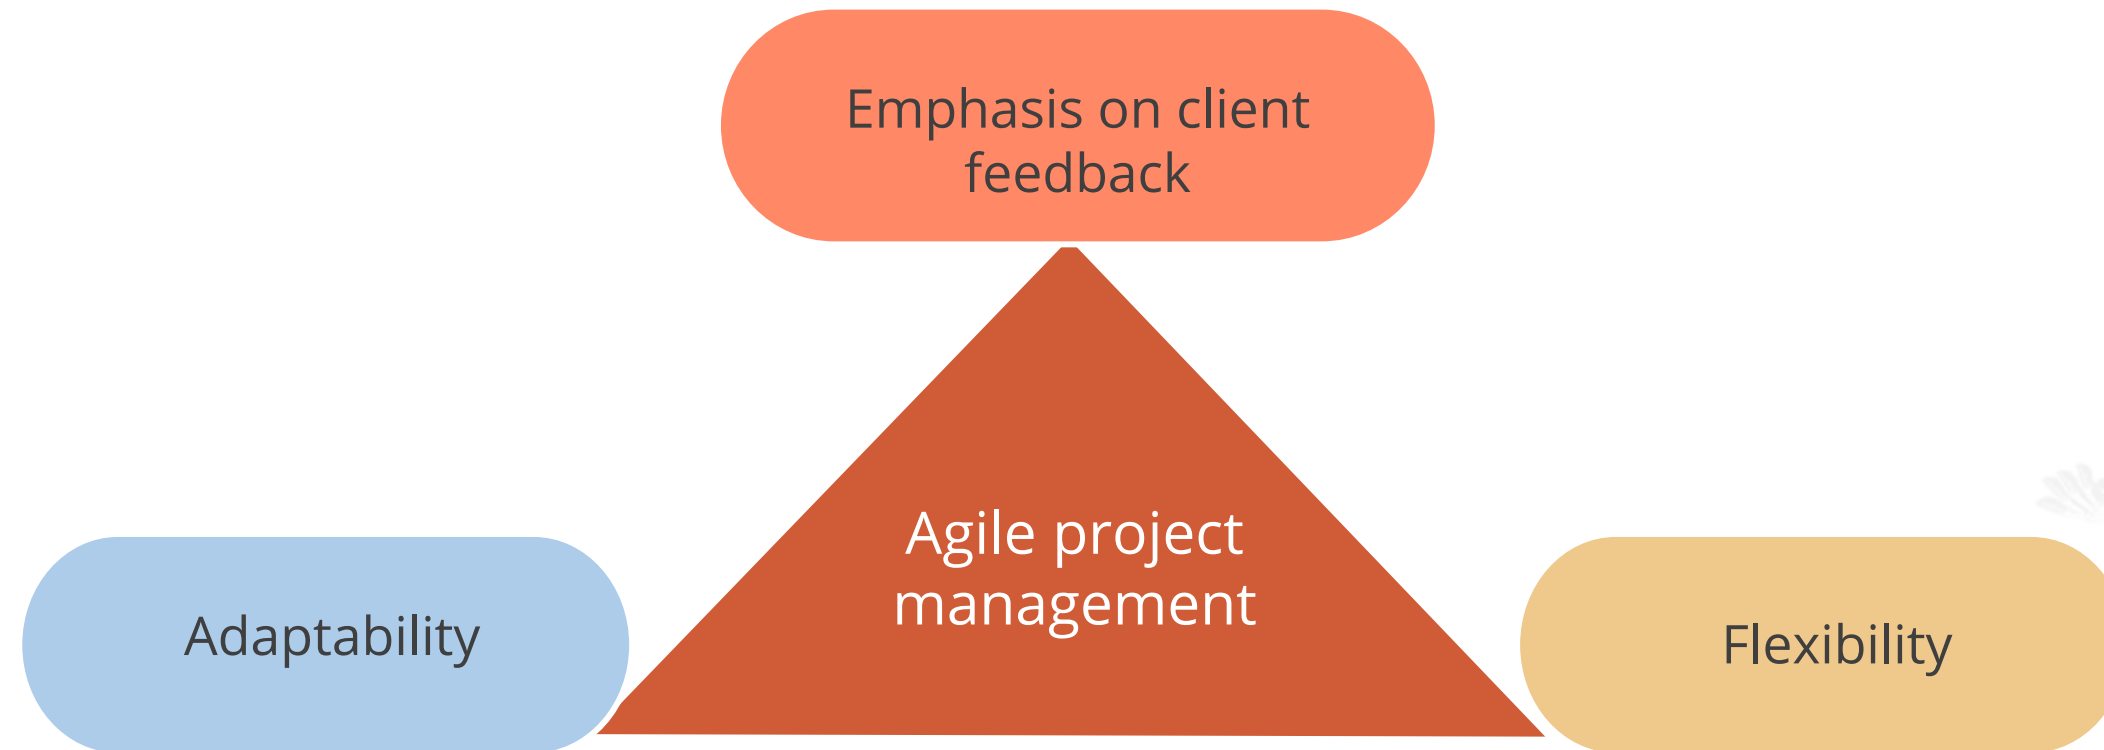 Emphasis on client
feedback
Agile project
management
Adaptability
Flexibility